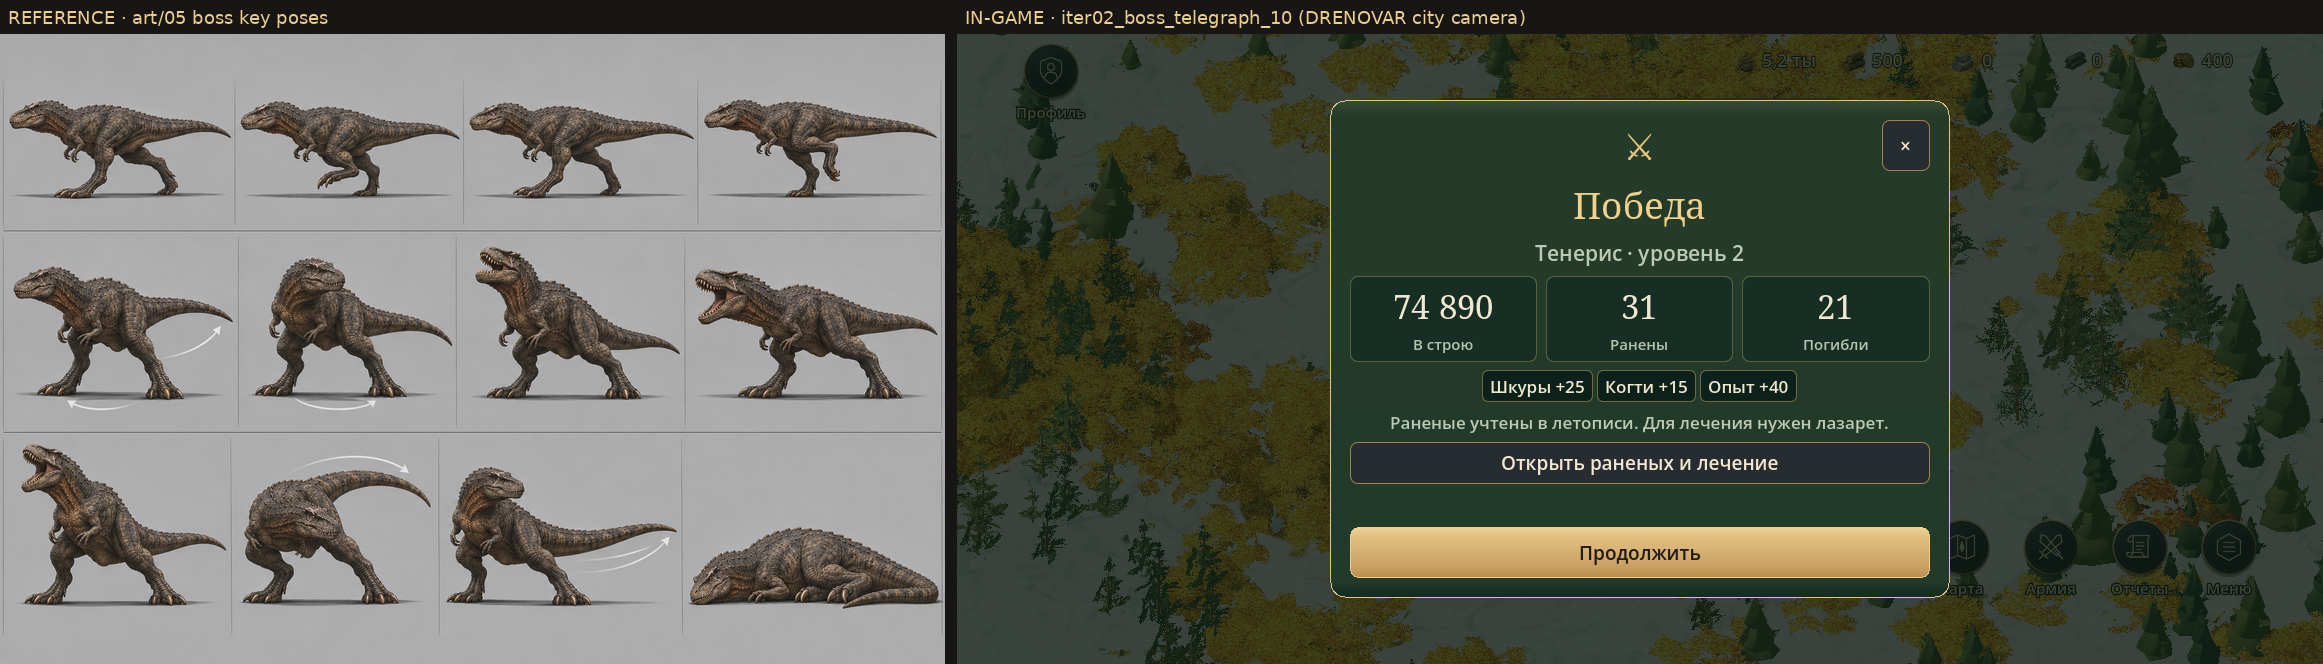 REFERENCE · art/05 boss key poses
IN-GAME · iter02_boss_telegraph_10 (DRENOVAR city camera)
Профиль
5,2 ты
500
0
0
400
×
Победа
Тенерис · уровень 2
74 890
31
21
В строю
Ранены
Погибли
Шкуры +25
Когти +15
Опыт +40
Раненые учтены в летописи. Для лечения нужен лазарет.
Открыть раненых и лечение
Продолжить
арта
Армия
Отчёты
Меню